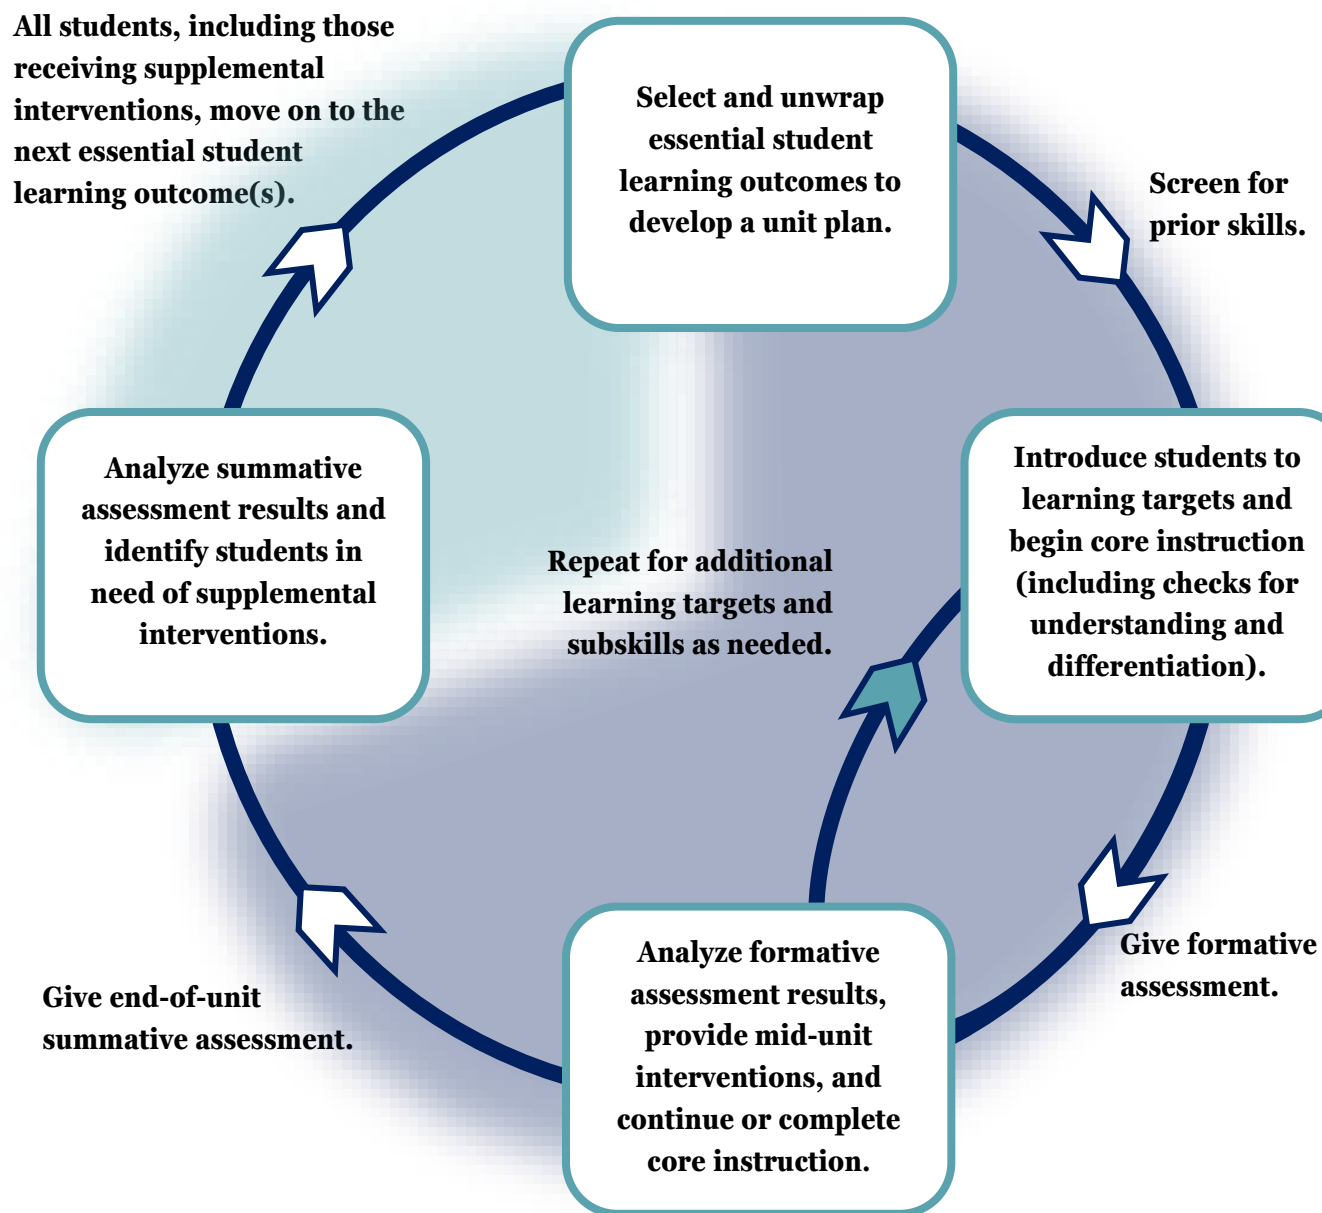 All students, including those
receiving supplemental
interventions, move on to the
next essential student
learning outcome(s).
Select and unwrap
essential student
learning outcomes to
develop a unit plan.
Screen for
prior skills.
Introduce students to
learning targets and
begin core instruction
(including checks for
understanding and
differentiation).
Give formative
assessment.
Analyze formative
assessment results,
provide mid-unit
interventions, and
continue or complete
core instruction.
Repeat for additional
learning targets and
subskills as needed.
Give end-of-unit
summative assessment.
Analyze summative
assessment results and
identify students in
need of supplemental
interventions.